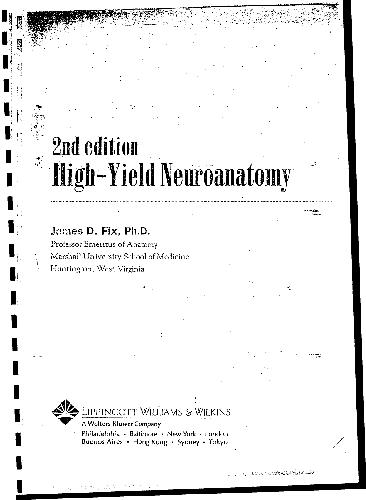 2nd edition
High-Yield Neuroanatomy
James D. Fix, Ph.D.
Professor Emeritus of Anatomy
Marshall University School of Medicine
Huntington, West Virginia
LIPPINCOTT WILLIAMS & WILKINS
A Wolters Kluwer Company
Philadelphia • Baltimore • New York • London
Buenos Aires • Hong Kong • Sydney • Tokyo